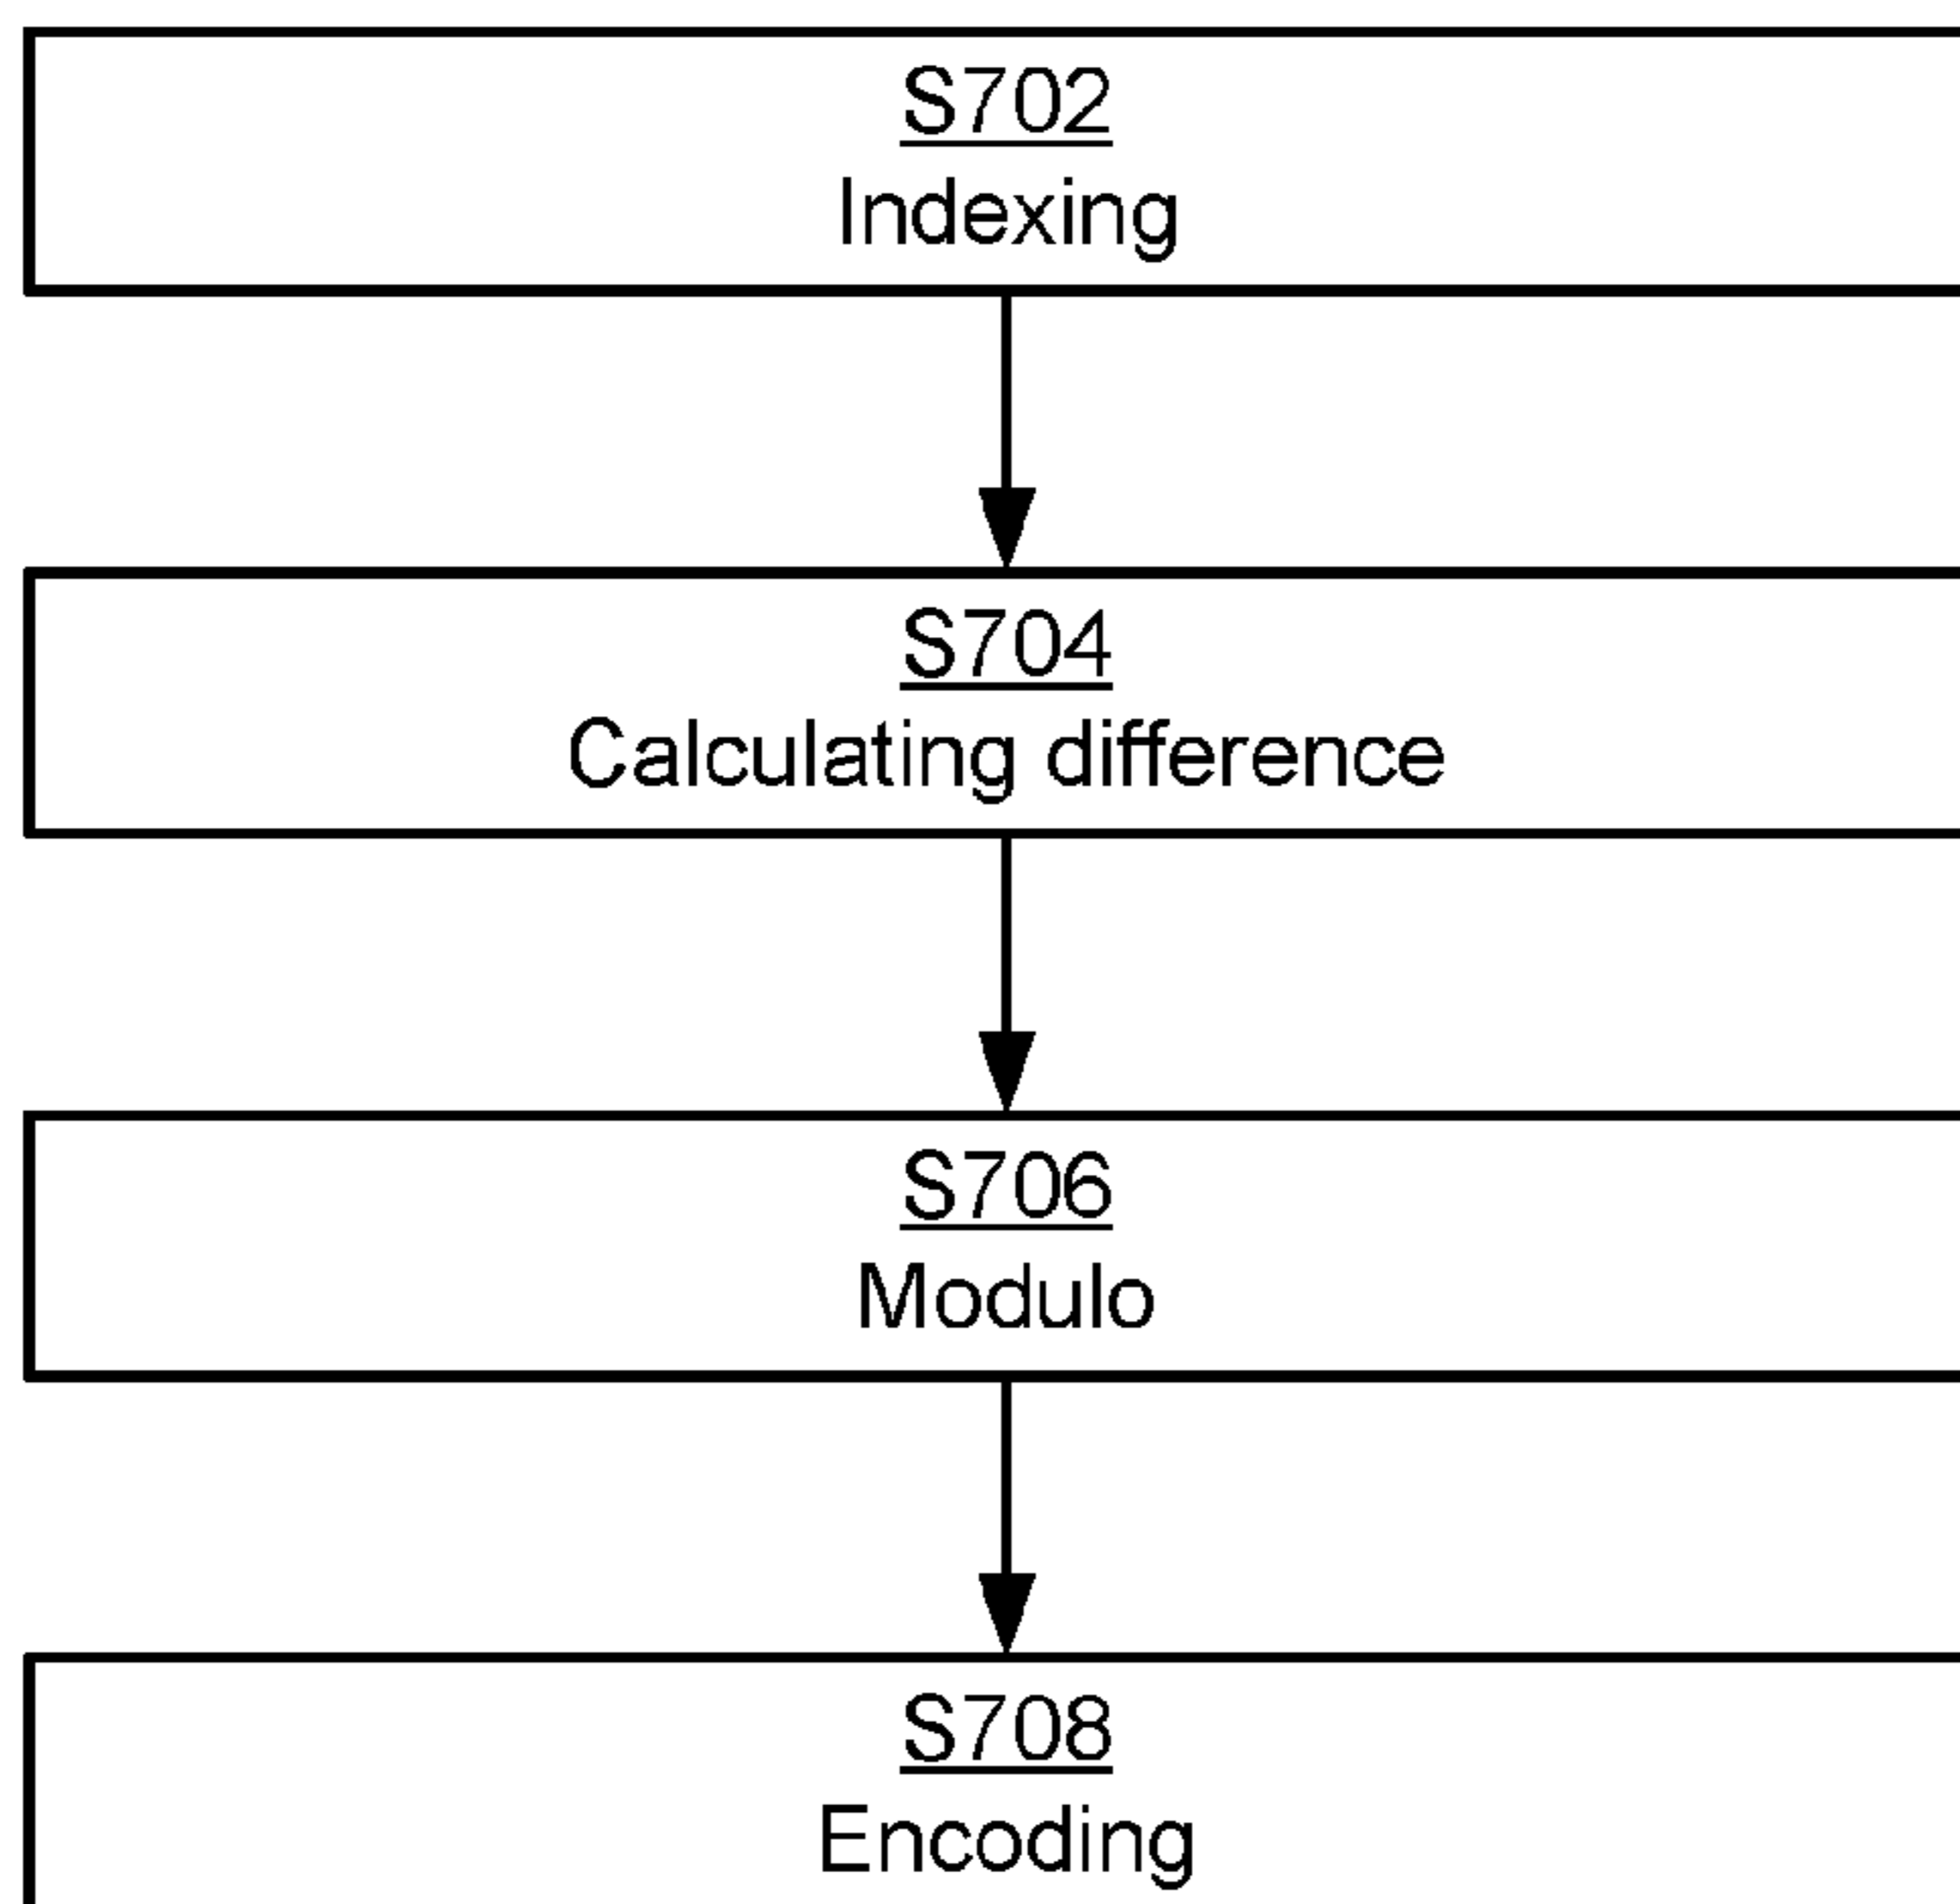 S702
Indexing
S704
Calculating difference
S706
Modulo
S708
Encoding